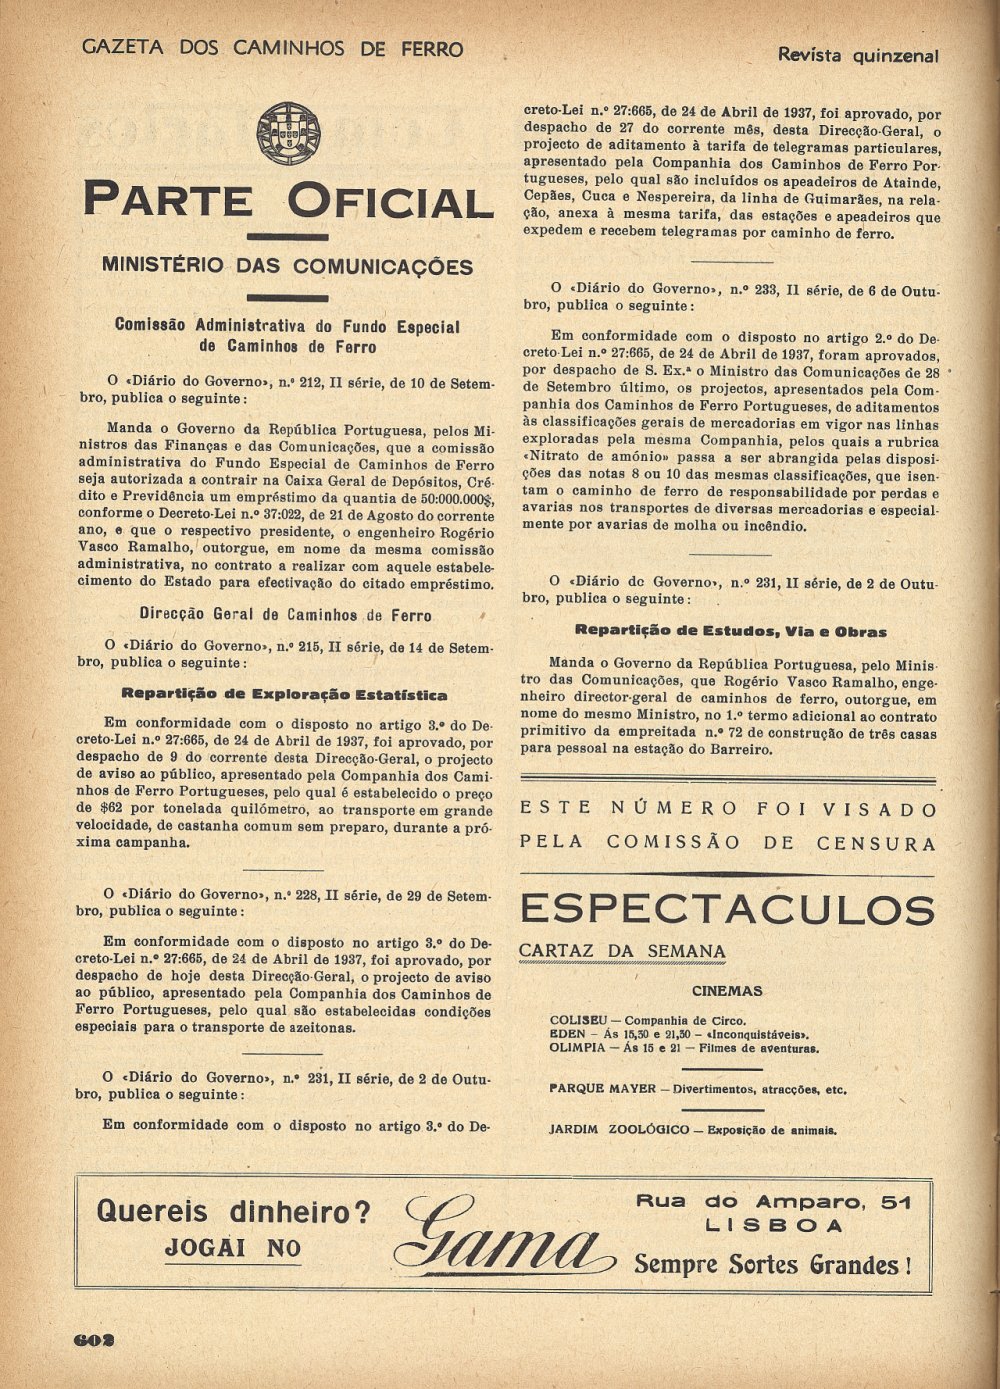 GAZETA DOS CAMINHOS DE FERRO
Revista quinzenal
PARTE OFICIAL
MINISTÉRIO DAS COMUNICAÇÕES
Comissão Administrativa do Fundo Especial
de Caminhos de Ferro
O «Diário do Governo», n.º 212, II série, de 10 de Setem-
bro, publica o seguinte:
Manda o Governo da República Portuguesa, pelos Mi-
nistros das Finanças e das Comunicações, que a comissão
administrativa do Fundo Especial de Caminhos de Ferro
seja autorizada a contrair na Caixa Geral de Depósitos, Cré-
dito e Previdência um empréstimo da quantia de 50:000.000$,
conforme o Decreto-Lei n.º 37:022, de 21 de Agosto do corrente
ano, e que o respectivo presidente, o engenheiro Rogério
Vasco Ramalho, outorgue, em nome da mesma comissão
administrativa, no contrato a realizar com aquele estabele-
cimento do Estado para efectivação do citado empréstimo.
Direcção Geral de Caminhos de Ferro
O «Diário do Governo», n.º 215, II série, de 14 de Setem-
bro, publica o seguinte:
Repartição de Exploração Estatística
Em conformidade com o disposto no artigo 3.º do De-
creto-Lei n.º 27:665, de 24 de Abril de 1937, foi aprovado, por
despacho de 9 do corrente desta Direcção-Geral, o projecto
de aviso ao público, apresentado pela Companhia dos Cami-
nhos de Ferro Portugueses, pelo qual é estabelecido o preço
de $62 por tonelada quilómetro, ao transporte em grande
velocidade, de castanha comum sem preparo, durante a pró-
xima campanha.
O «Diário do Governo», n.º 228, II série, de 29 de Setem-
bro, publica o seguinte:
Em conformidade com o disposto no artigo 3.º do De-
creto-Lei n.º 27:665, de 24 de Abril de 1937, foi aprovado, por
despacho de hoje desta Direcção-Geral, o projecto de aviso
ao público, apresentado pela Companhia dos Caminhos de
Ferro Portugueses, pelo qual são estabelecidas condições
especiais para o transporte de azeitonas.
O «Diário do Governo», n.º 231, II série, de 2 de Outu-
bro, publica o seguinte:
Em conformidade com o disposto no artigo 3.º do De-
creto-Lei n.º 27:665, de 24 de Abril de 1937, foi aprovado, por
despacho de 27 do corrente mês, desta Direcção-Geral, o
projecto de aditamento à tarifa de telegramas particulares,
apresentado pela Companhia dos Caminhos de Ferro Por-
tugueses, pelo qual são incluídos os apeadeiros de Atainde,
Cepães, Cuca e Nespereira, da linha de Guimarães, na rela-
ção, anexa à mesma tarifa, das estações e apeadeiros que
expedem e recebem telegramas por caminho de ferro.
O «Diário do Governo», n.º 233, II série, de 6 de Outu-
bro, publica o seguinte:
Em conformidade com o disposto no artigo 2.º do De-
creto-Lei n.º 27:665, de 24 de Abril de 1937, foram aprovados,
por despacho de S. Ex.ª o Ministro das Comunicações de 28
de Setembro último, os projectos, apresentados pela Com-
panhia dos Caminhos de Ferro Portugueses, de aditamentos
às classificações gerais de mercadorias em vigor nas linhas
exploradas pela mesma Companhia, pelos quais a rubrica
«Nitrato de amónio» passa a ser abrangida pelas disposi-
ções das notas 8 ou 10 das mesmas classificações, que isen-
tam o caminho de ferro de responsabilidade por perdas e
avarias nos transportes de diversas mercadorias e especial-
mente por avarias de molha ou incêndio.
O «Diário do Governo», n.º 231, II série, de 2 de Outu-
bro, publica o seguinte:
Repartição de Estudos, Via e Obras
Manda o Governo da República Portuguesa, pelo Minis-
tro das Comunicações, que Rogério Vasco Ramalho, enge-
nheiro director-geral de caminhos de ferro, outorgue, em
nome do mesmo Ministro, no 1.º termo adicional ao contrato
primitivo da empreitada n.º 72 de construção de três casas
para pessoal na estação do Barreiro.
ESTE NÚMERO FOI VISADO
PELA COMISSÃO DE CENSURA
ESPECTACULOS
CARTAZ DA SEMANA
CINEMAS
COLISEU — Companhia de Circo.
EDEN – Ás 15,30 e 21,30 – «Inconquistáveis».
OLIMPIA — Ás 15 e 21 — Filmes de aventuras.
PARQUE MAYER — Divertimentos, atracções, etc.
JARDIM ZOOLÓGICO — Exposição de animais.
Quereis dinheiro?
JOGAI NO
Gama
Rua do Amparo, 51
LISBOA
Sempre Sortes Grandes!
602